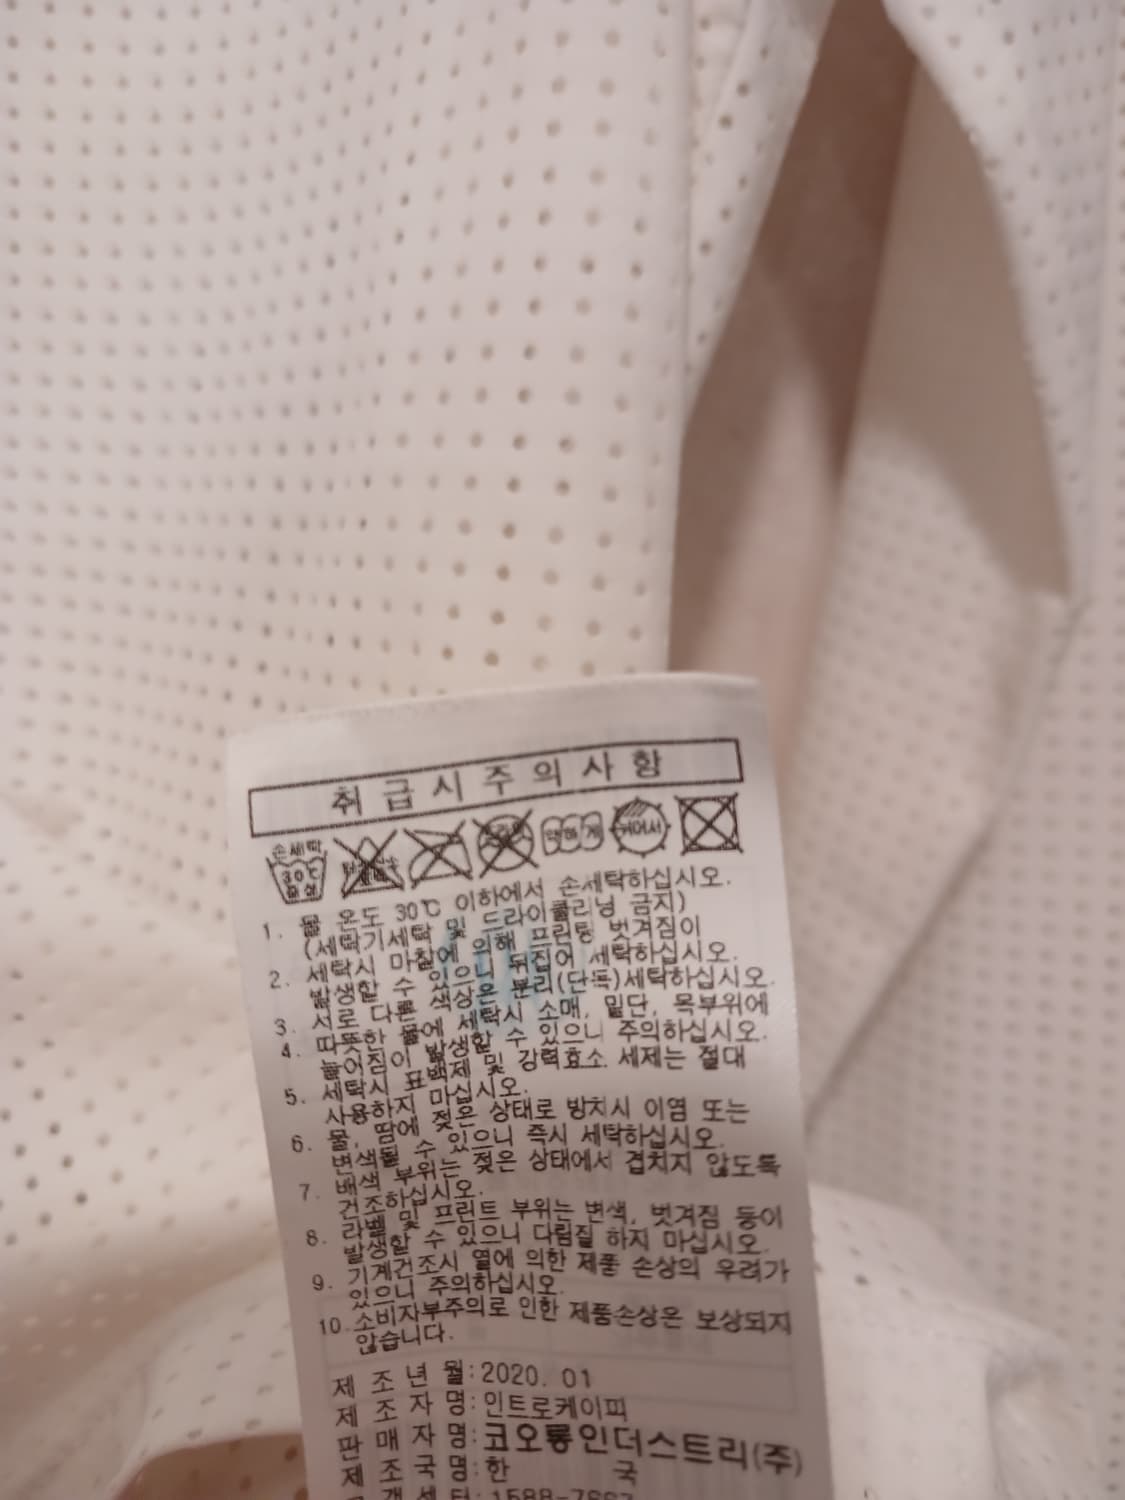 취급시주의사항
손세탁
30℃
중성
약하게
뉘어서
1. 물 온도 30℃ 이하에서 손세탁하십시오.
(세탁기세탁 및 드라이클리닝 금지)
2. 세탁시 마찰에 의해 프린팅 벗겨짐이
발생할 수 있으니 뒤집어 세탁하십시오.
3. 서로 다른 색상은 분리(단독)세탁하십시오.
4. 따뜻한 물에 세탁시 소매, 밑단, 목부위에
늘어짐이 발생할 수 있으니 주의하십시오.
5. 세탁시 표백제 및 강력효소 세제는 절대
사용하지 마십시오.
6. 물, 땀에 젖은 상태로 방치시 이염 또는
변색될 수 있으니 즉시 세탁하십시오.
7. 배색 부위는 젖은 상태에서 겹치지 않도록
건조하십시오.
8. 라벨 및 프린트 부위는 변색, 벗겨짐 등이
발생할 수 있으니 다림질 하지 마십시오.
9. 기계건조시 열에 의한 제품 손상의 우려가
있으니 주의하십시오.
10. 소비자부주의로 인한 제품손상은 보상되지
않습니다.
제조년월:2020. 01
제조자명:인트로케이피
판매자명:코오롱인더스트리(주)
제조국명:한국
객센터:1588-7667